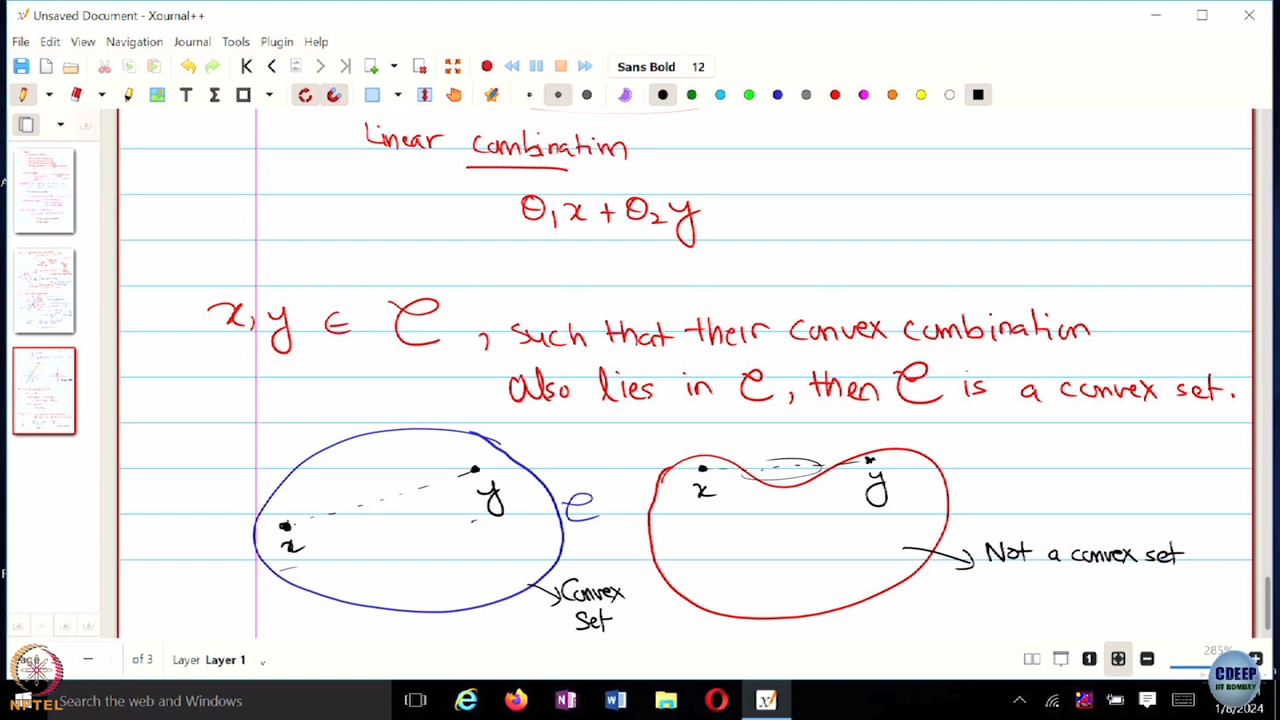 Unsaved Document - Xournal++
File Edit View Navigation Journal Tools Plugin Help
Sans Bold 12
Linear combination
θ₁x + θ₂y
x, y ∈ C, such that their convex combination
Also lies in C, then C is a convex set.
x y C
Convex
Set
x y
Not a convex set
of 3 Layer Layer 1
285%
NPTEL
Search the web and Windows
CDEEP
IIT BOMBAY
1/8/2024